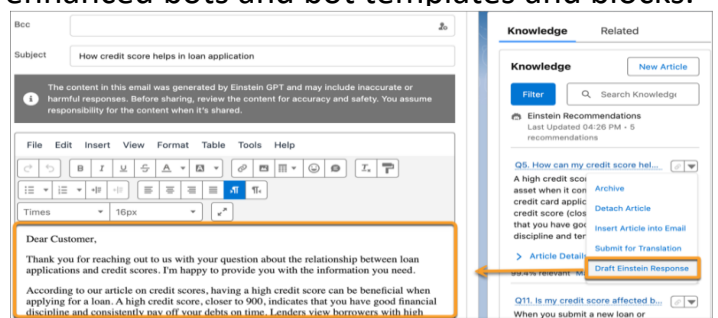 enhanced bots and bot templates and blocks.
Bcc
Subject
How credit score helps in loan application
The content in this email was generated by Einstein GPT and may include inaccurate or
harmful responses. Before sharing, review the content for accuracy and safety. You assume
responsibility for the content when it's shared.
File Edit Insert View Format Table Tools Help
B I U S A
Times
16px
Dear Customer,
Thank you for reaching out to us with your question about the relationship between loan
applications and credit scores. I'm happy to provide you with the information you need.
According to our article on credit scores, having a high credit score can be beneficial when
applying for a loan. A high credit score, closer to 900, indicates that you have good financial
discipline and consistently pay off your debts on time. Lenders view borrowers with high
Knowledge Related
Knowledge
New Article
Filter
Search Knowledge
Einstein Recommendations
Last Updated 04:26 PM • 5
recommendations
Q5. How can my credit score hel...
A high credit scor
asset when it con
credit card applic
credit score (clos
that you have goo
discipline and ter
Article Detail
99.4% relevant
Archive
Detach Article
Insert Article into Email
Submit for Translation
Draft Einstein Response
Q11. Is my credit score affected b...
When you submit a new loan or